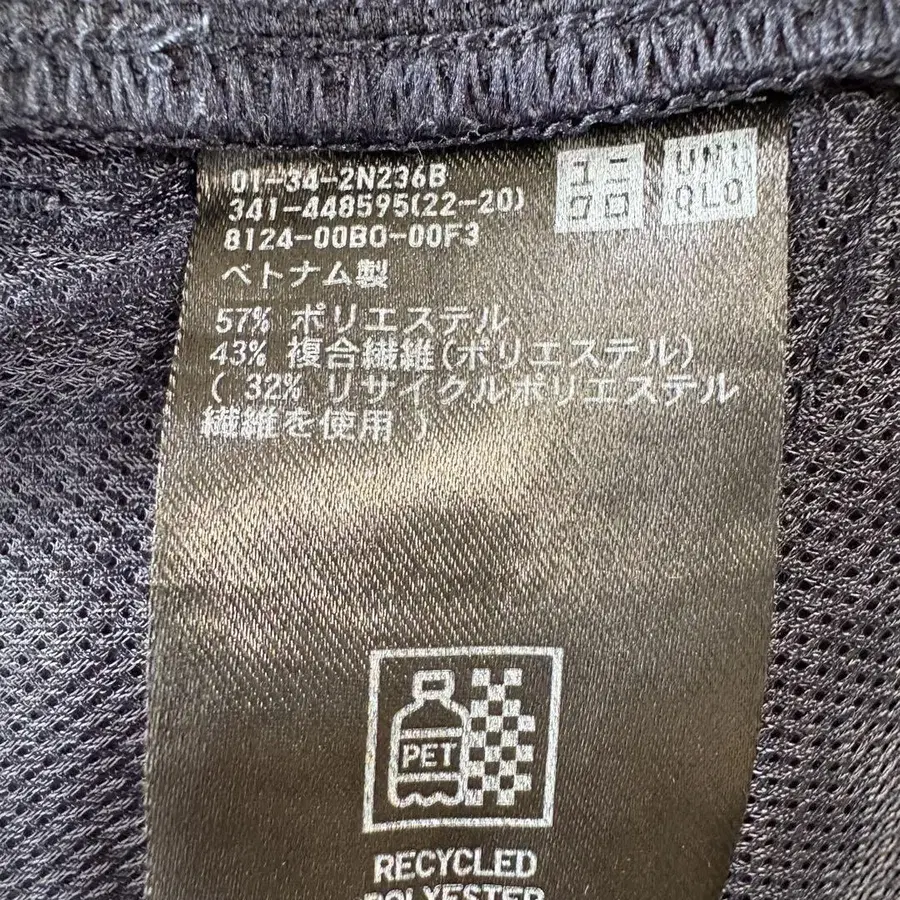 01-34-2N236B
341-448595(22-20)
8124-00B0-00F3
ユニ
クロ
UNI
QLO
ベトナム製
57% ポリエステル
43% 複合繊維(ポリエステル)
( 32% リサイクルポリエステル
繊維を使用 )
PET
RECYCLED
POLYESTER